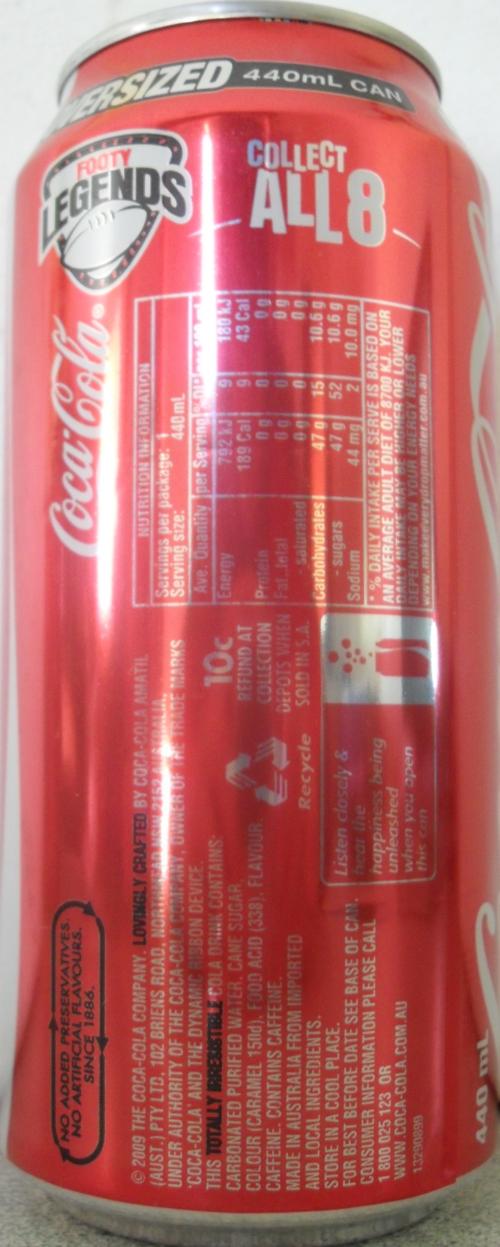 OVERSIZED 440mL CAN
FOOTY
LEGENDS
COLLECT
ALL 8
Coca-Cola
NUTRITION INFORMATION
Servings per package: 1
Serving size: 440mL
Ave. Quantity per Serving
Energy 792 kJ 9 180 kJ
189 Cal 43 Cal
Protein 0 g 0 0 g
Fat, total 0 g 0 0 g
- saturated 0 g 0 0 g
Carbohydrates 47 g 15 10.6 g
- sugars 47 g 52 10.6 g
Sodium 44 mg 2 10.0 mg
* % DAILY INTAKE PER SERVE IS BASED ON
AN AVERAGE ADULT DIET OF 8700 KJ. YOUR
DAILY INTAKE MAY BE HIGHER OR LOWER
DEPENDING ON YOUR ENERGY NEEDS
www.makeseverydropmatter.com.au
10c
REFUND AT
COLLECTION
DEPOTS WHEN
SOLD IN S.A.
Recycle
Listen closely &
hear the
happiness being
unleashed
when you open
this can
NO ADDED PRESERVATIVES.
NO ARTIFICIAL FLAVOURS.
SINCE 1886.
© 2009 THE COCA-COLA COMPANY. LOVINGLY CRAFTED BY COCA-COLA AMATIL
(AUST.) PTY LTD, 102 BRIENS ROAD, NSW 2152
UNDER AUTHORITY OF THE COCA-COLA COMPANY, OWNER OF THE TRADE MARKS
'COCA-COLA' AND THE DYNAMIC RIBBON DEVICE.
THIS TOTALLY IRRESISTIBLE COLA DRINK CONTAINS:
CARBONATED PURIFIED WATER, CANE SUGAR,
COLOUR (CARAMEL 150d), FOOD ACID (338), FLAVOUR,
CAFFEINE. CONTAINS CAFFEINE.
MADE IN AUSTRALIA FROM IMPORTED
AND LOCAL INGREDIENTS.
STORE IN A COOL PLACE.
FOR BEST BEFORE DATE SEE BASE OF CAN.
CONSUMER INFORMATION PLEASE CALL
1 800 025 123 OR
WWW.COCA-COLA.COM.AU
13290899
440 mL